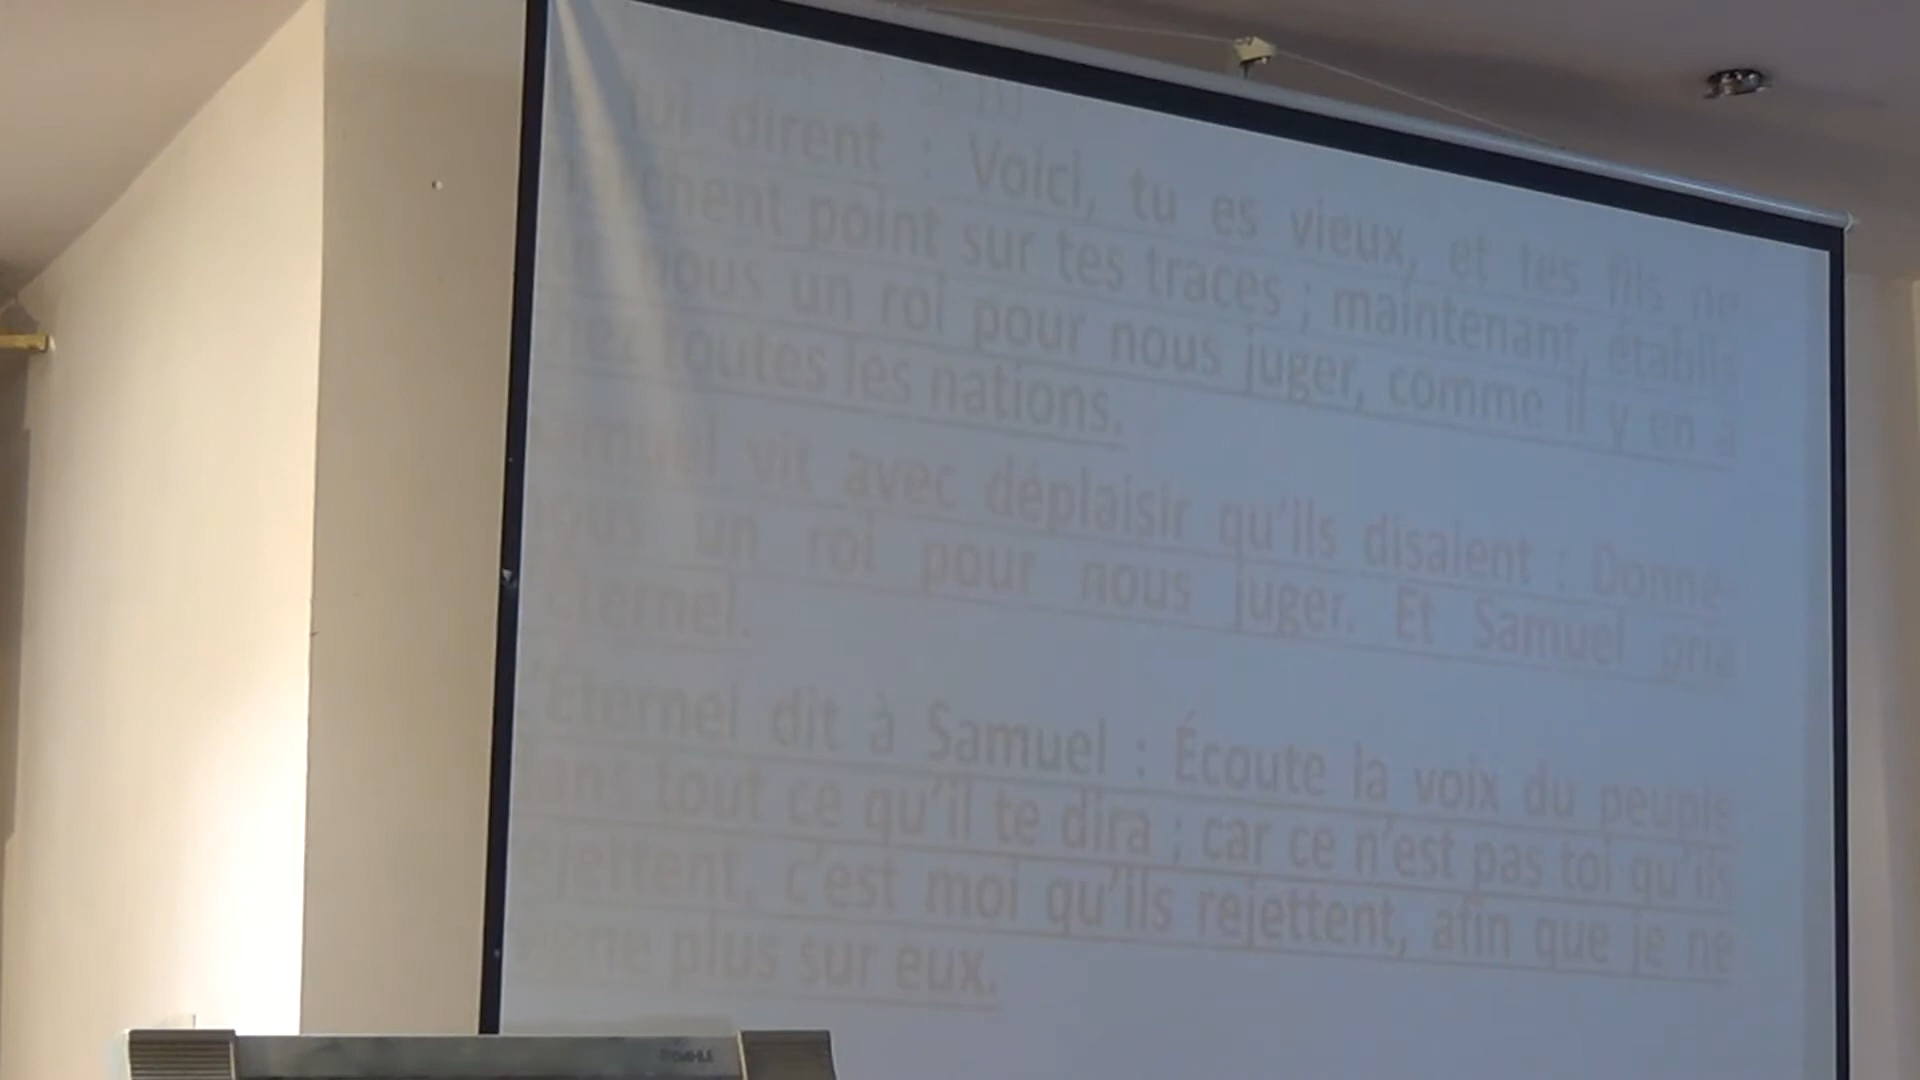 lui dirent : Voici, tu es vieux, et tes fils ne
marchent point sur tes traces ; maintenant, établis
nous un roi pour nous juger, comme il y en a
toutes les nations.
Samuel vit avec déplaisir qu'ils disaient : Donne-
nous un roi pour nous juger. Et Samuel pria
Éternel.
L'Éternel dit à Samuel : Écoute la voix du peuple
dans tout ce qu'il te dira ; car ce n'est pas toi qu'ils
rejettent, c'est moi qu'ils rejettent, afin que je ne
règne plus sur eux.